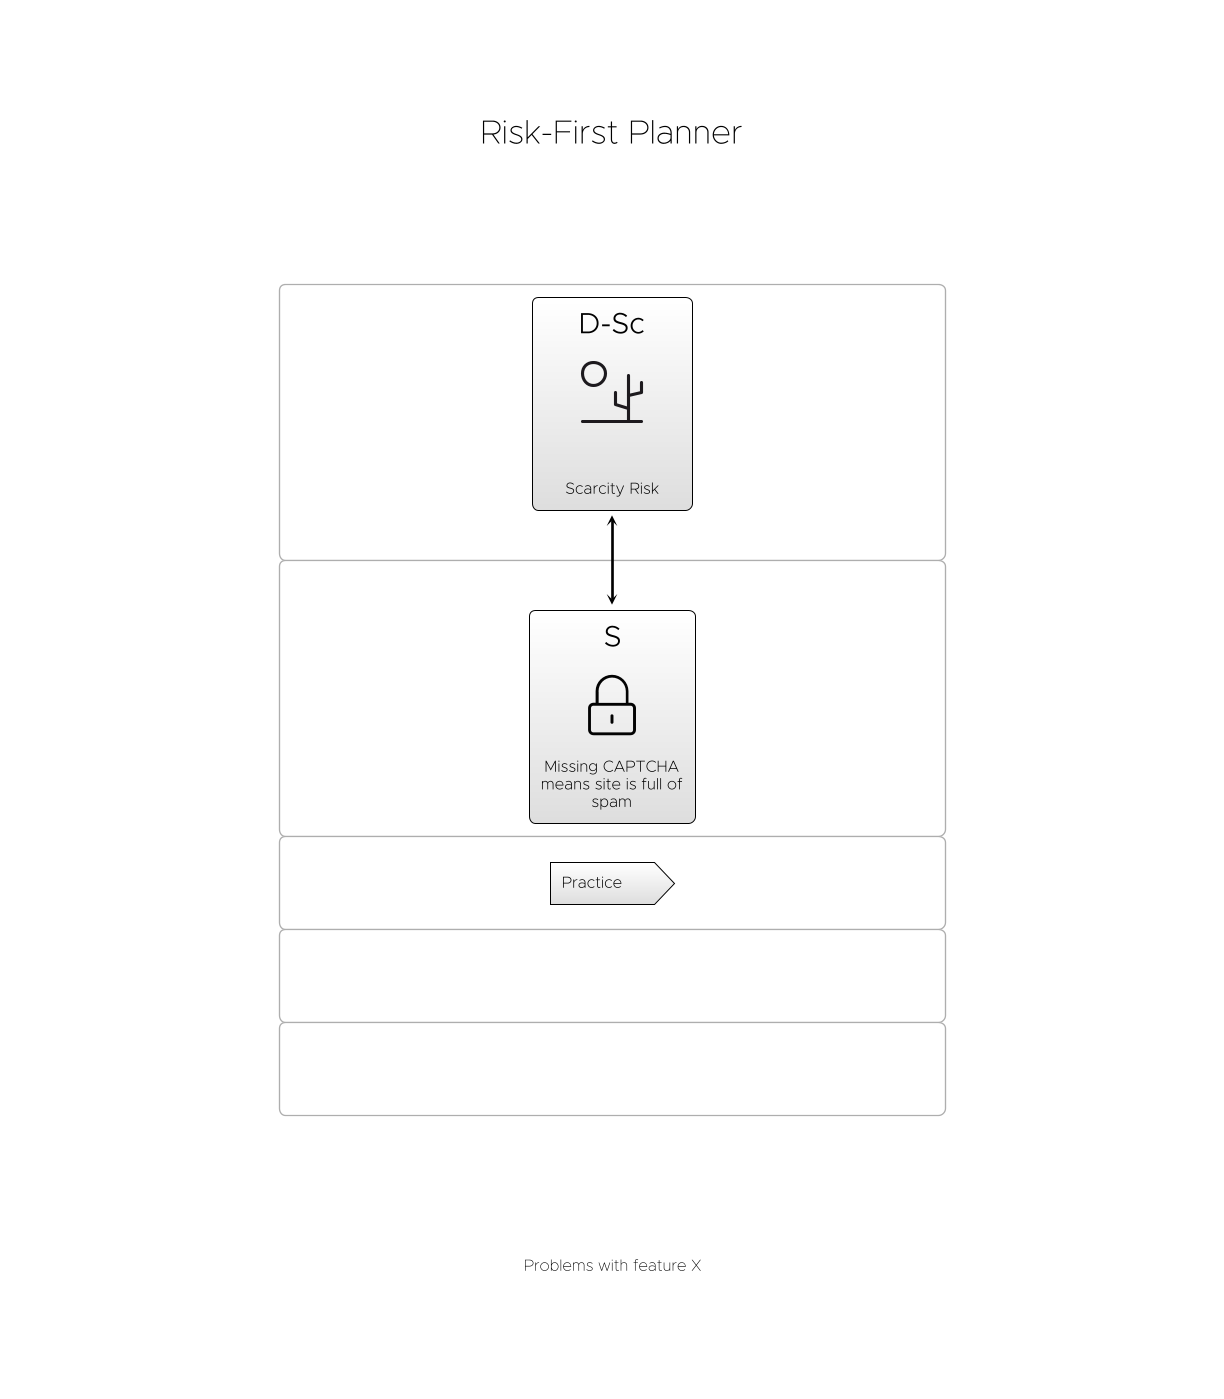 Risk-First Planner
D-Sc
Scarcity Risk
S
Missing CAPTCHA
means site is full of
spam
Practice
Problems with feature X